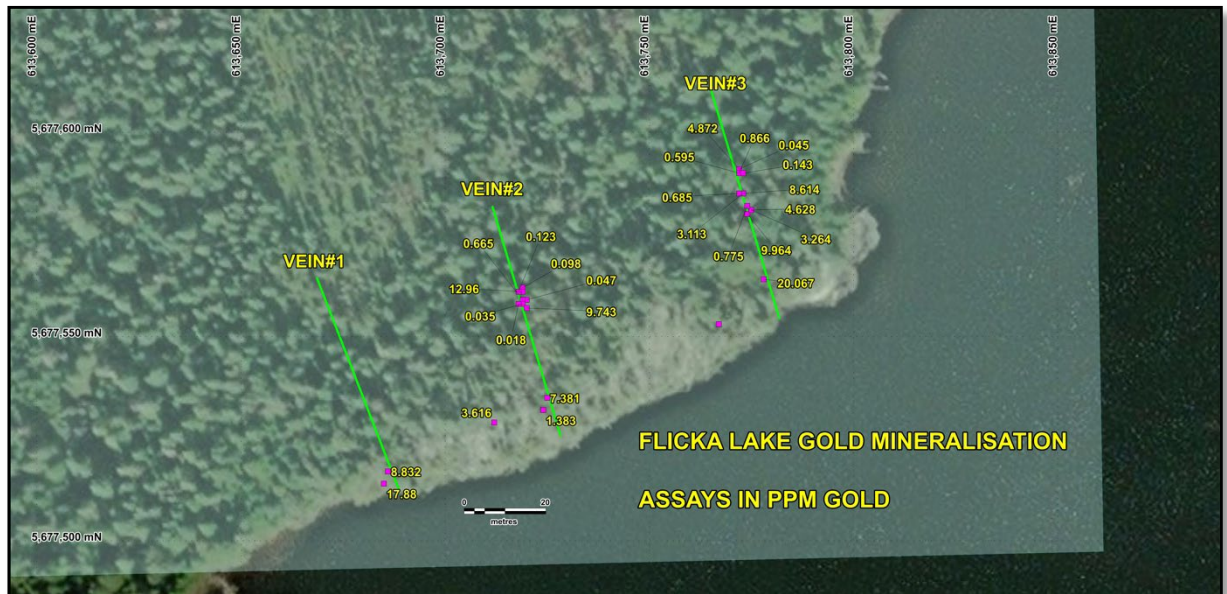 613,600 mE
613,650 mE
613,700 mE
613,750 mE
613,800 mE
613,850 mE
VEIN#3
5,677,600 mN
4.872
0.866
0.045
0.595
0.143
VEIN#2
0.685
8.614
4.628
3.113
3.264
0.665
0.123
0.775
9.964
VEIN#1
0.098
0.047
12.96
20.067
0.035
9.743
5,677,550 mN
0.018
7.381
3.616
1.383
FLICKA LAKE GOLD MINERALISATION
8.832
17.88
ASSAYS IN PPM GOLD
0
20
metres
5,677,500 mN